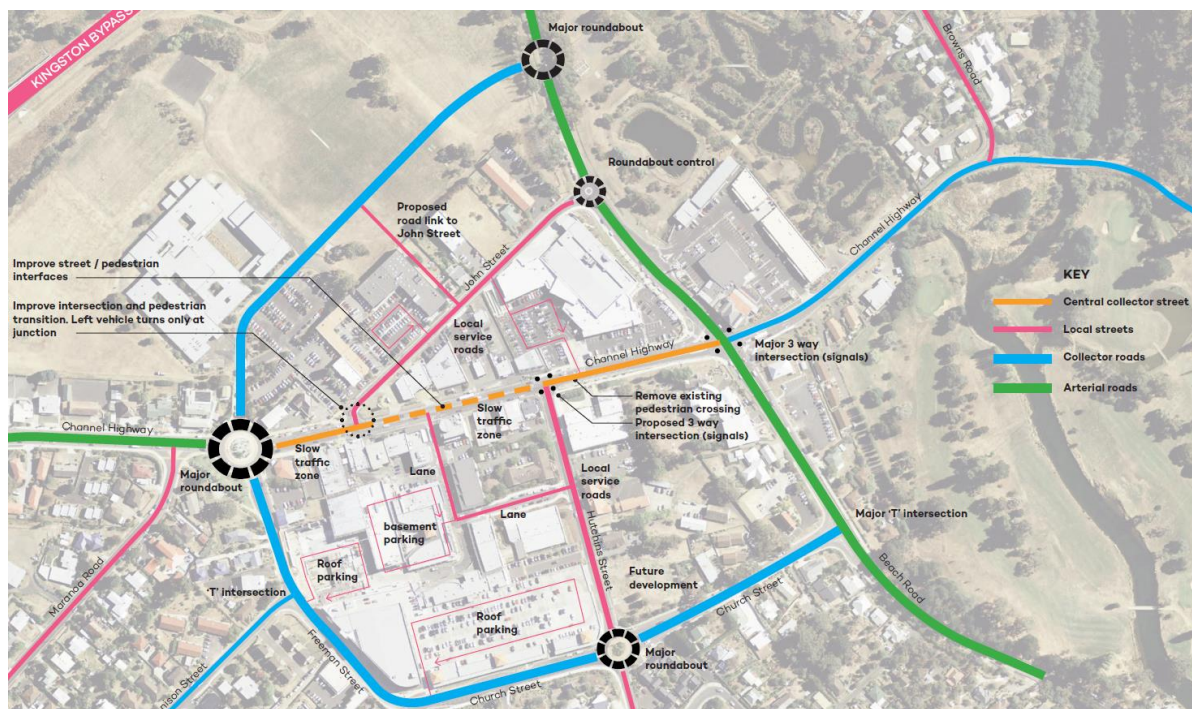 KINGSTON BYPASS
Major roundabout
Browns Road
Roundabout control
Proposed
road link to
John Street
Channel Highway
Improve street / pedestrian
interfaces
John Street
KEY
Central collector street
Local streets
Collector roads
Arterial roads
Improve intersection and pedestrian
transition. Left vehicle turns only at
junction
Local
service
roads
Channel Highway
Major 3 way
intersection (signals)
Remove existing
pedestrian crossing
Proposed 3 way
intersection (signals)
Channel Highway
Slow
traffic
zone
Slow
traffic
zone
Major
roundabout
Lane
Local
service
roads
Lane
basement
parking
Hutchins Street
Major ‘T’ intersection
Maranoa Road
Roof
parking
‘T’ intersection
Future
development
Beach Road
Church Street
Roof
parking
Freeman Street
nison Street
Major
roundabout
Church Street